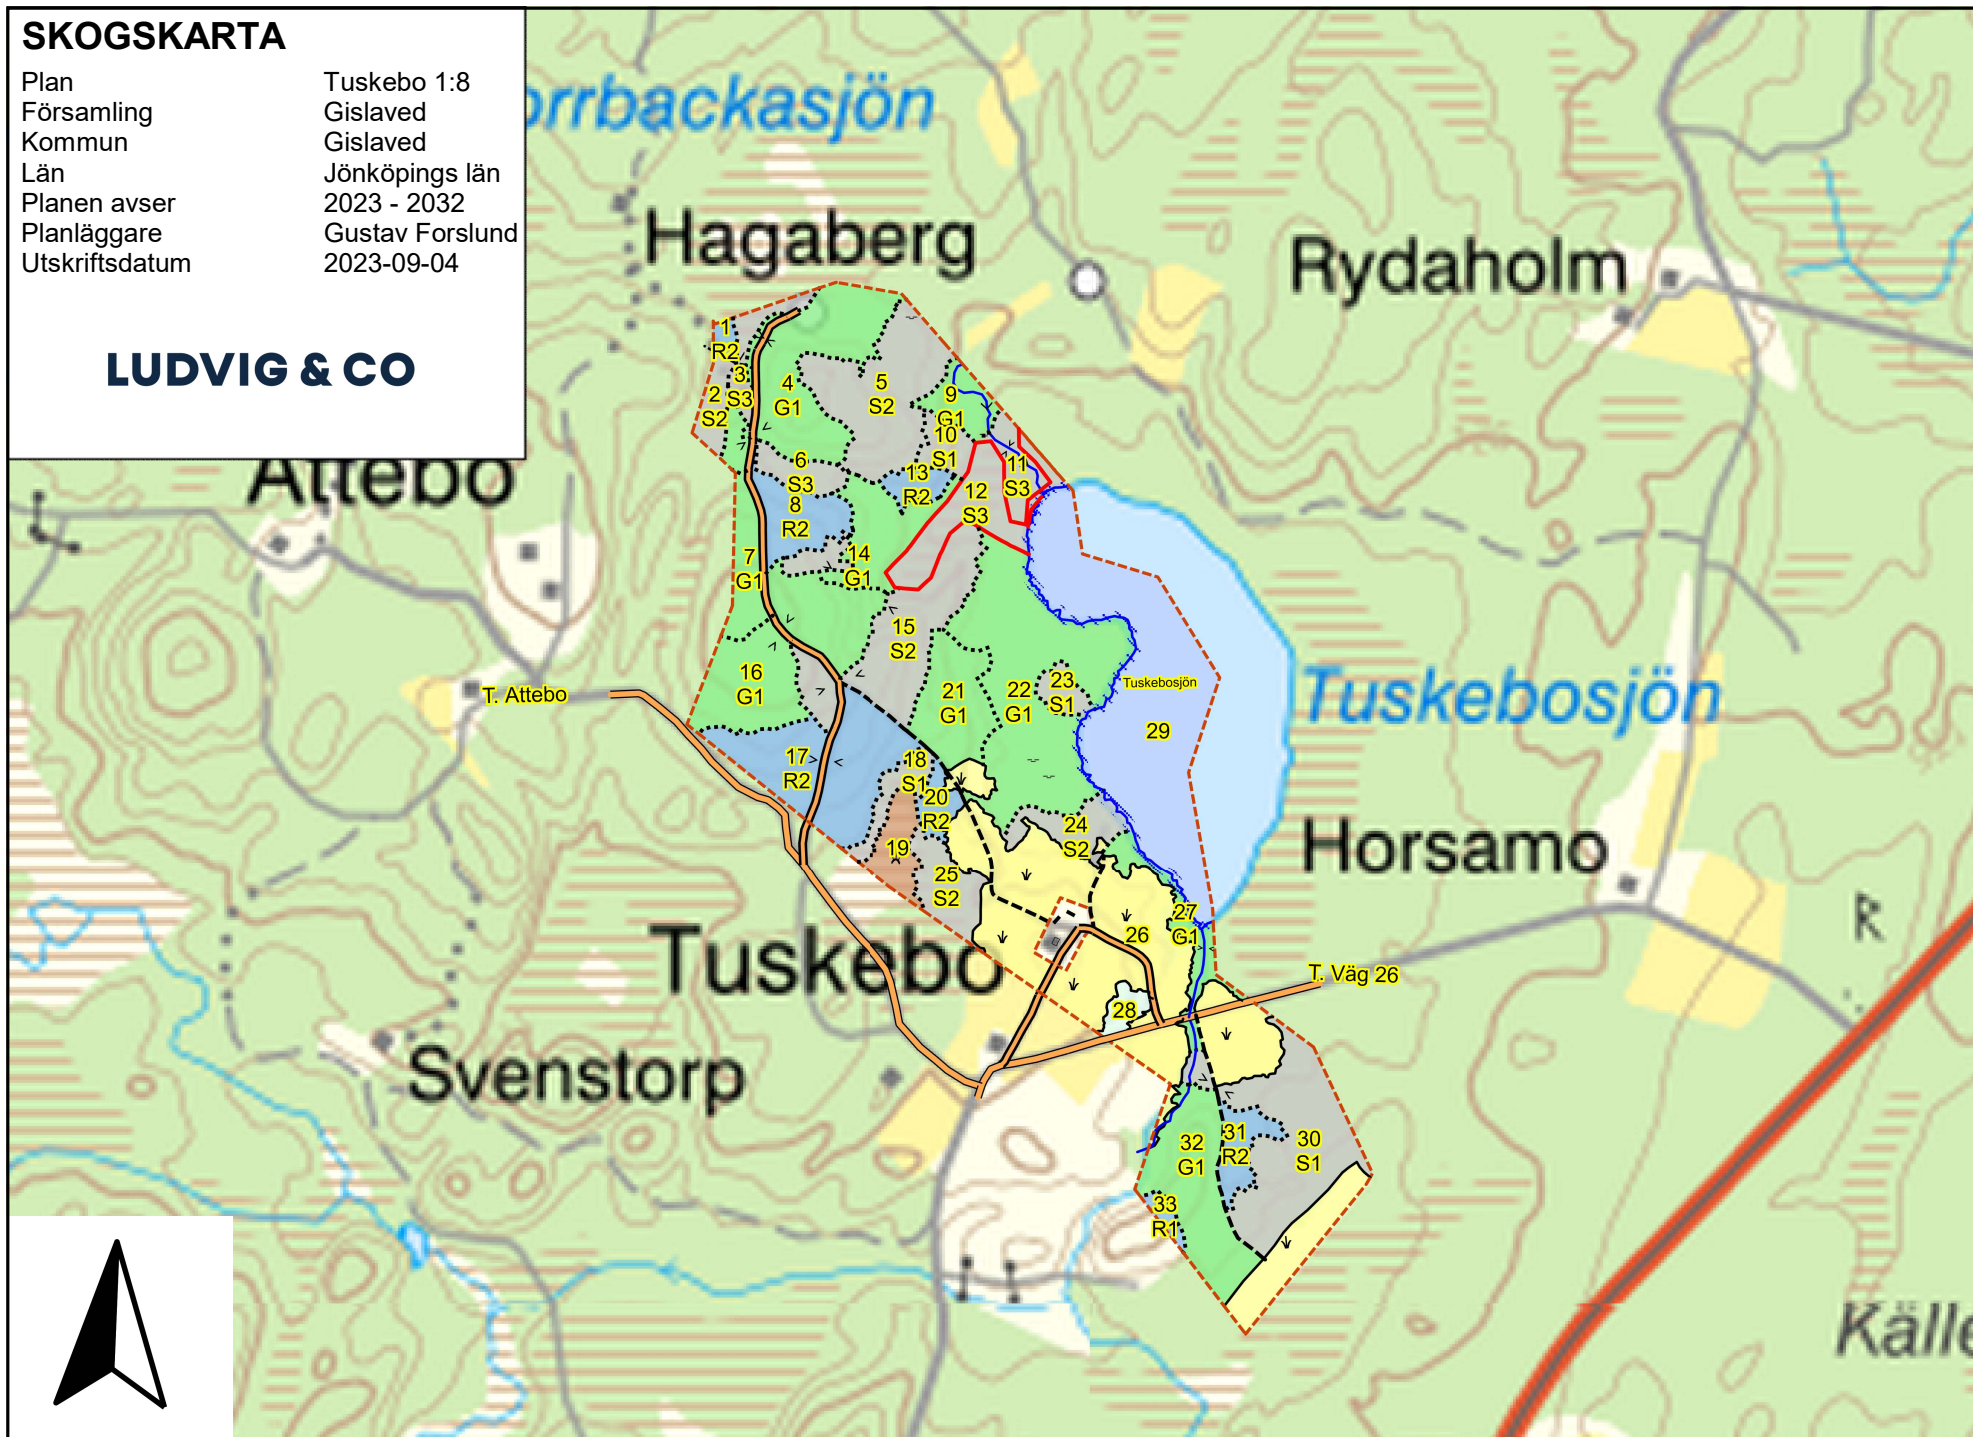 SKOGSKARTA
Plan Tuskebo 1:8
Församling Gislaved
Kommun Gislaved
Län Jönköpings län
Planen avser 2023 - 2032
Planläggare Gustav Forslund
Utskriftsdatum 2023-09-04
LUDVIG & CO
orrbackasjön
Hagaberg
Rydaholm
Attebo
1
R2
2
S2
3
S3
4
G1
5
S2
9
G1
10
S1
6
S3
13
R2
11
S3
12
S3
8
R2
7
G1
14
G1
15
S2
16
G1
T. Attebo
21
G1
22
G1
23
S1
Tuskebosjön
29
Tuskebosjön
17
R2
18
S1
20
R2
19
24
S2
25
S2
Horsamo
Tuskebo
27
G1
26
T. Väg 26
28
R
Svenstorp
32
G1
31
R2
30
S1
33
R1
Källe